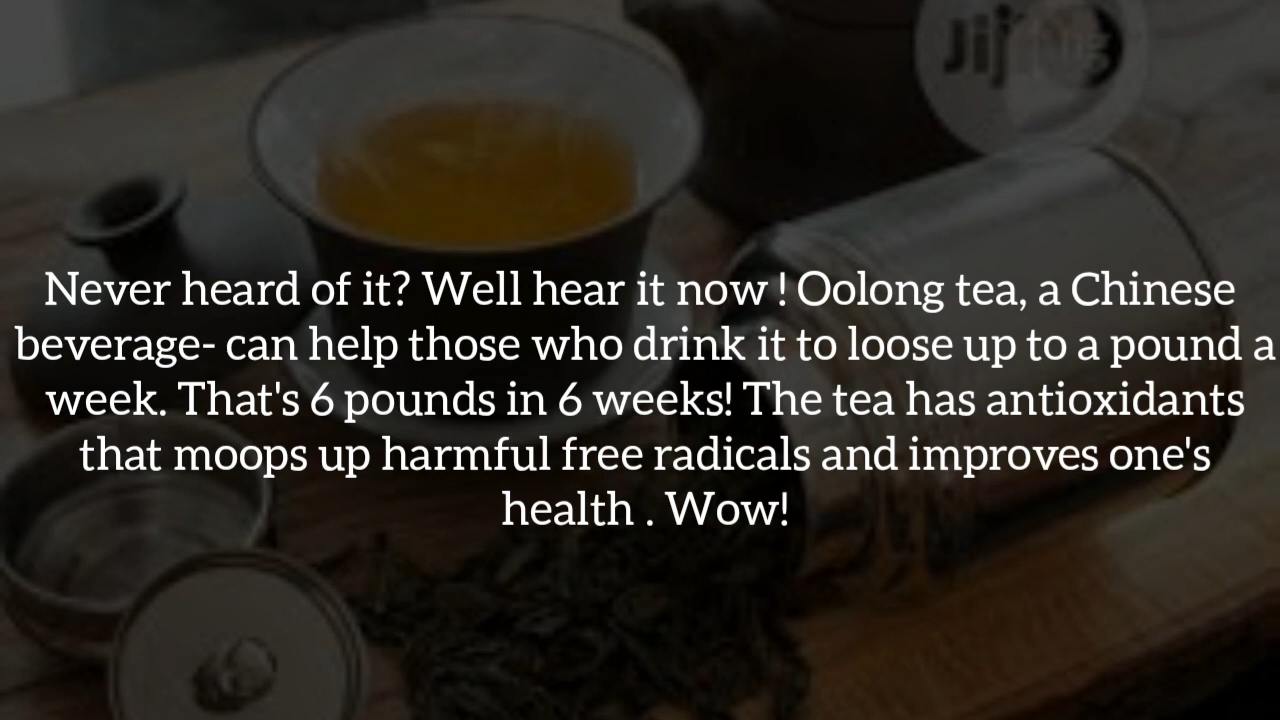 Jiji
Never heard of it? Well hear it now ! Oolong tea, a Chinese
beverage- can help those who drink it to loose up to a pound a
week. That's 6 pounds in 6 weeks! The tea has antioxidants
that moops up harmful free radicals and improves one's
health . Wow!